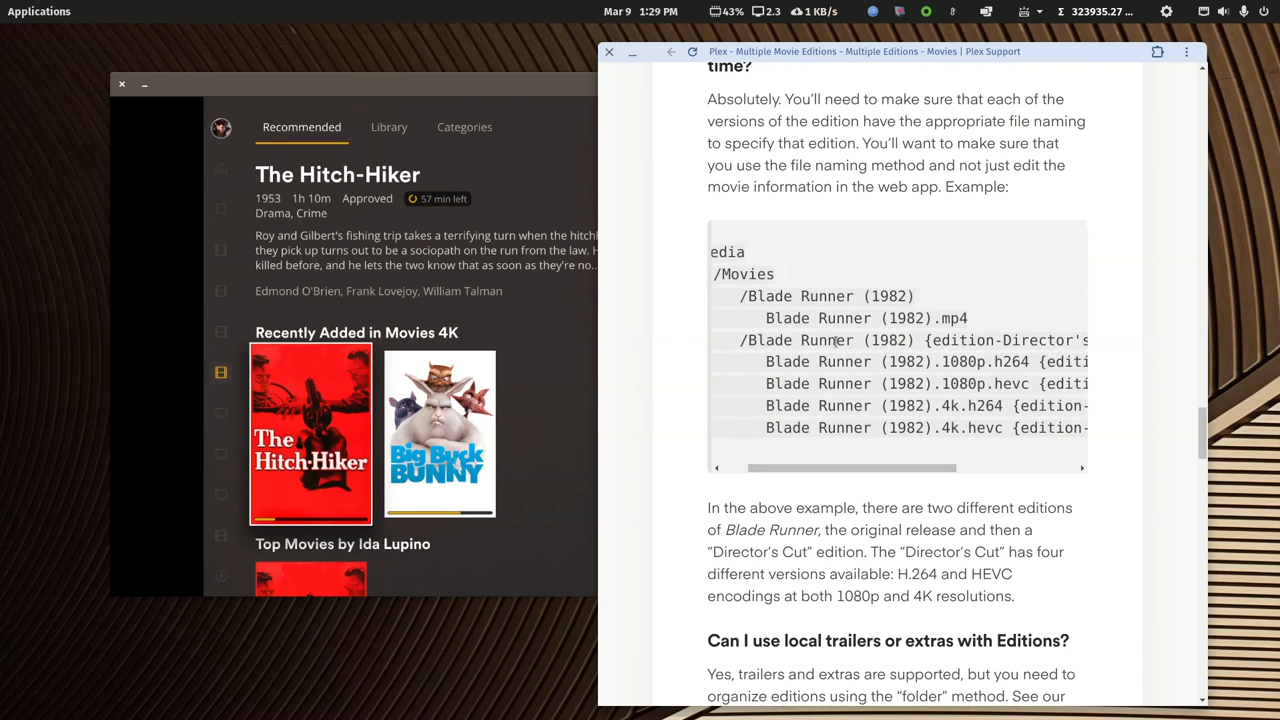 Applications
Mar 9 1:29 PM
43%
2.3
1 KB/s
Σ 323935.27 ...
Recommended
Library
Categories
The Hitch-Hiker
1953 1h 10m Approved 57 min left
Drama, Crime
Roy and Gilbert's fishing trip takes a terrifying turn when the hitchh
they pick up turns out to be a sociopath on the run from the law. H
killed before, and he lets the two know that as soon as they're no...
Edmond O'Brien, Frank Lovejoy, William Talman
Recently Added in Movies 4K
The
Hitch-Hiker
Big Buck
BUNNY
Top Movies by Ida Lupino
Plex - Multiple Movie Editions - Multiple Editions - Movies | Plex Support
time?
Absolutely. You'll need to make sure that each of the
versions of the edition have the appropriate file naming
to specify that edition. You'll want to make sure that
you use the file naming method and not just edit the
movie information in the web app. Example:
edia
/Movies
/Blade Runner (1982)
Blade Runner (1982).mp4
/Blade Runner (1982) {edition-Director's
Blade Runner (1982).1080p.h264 {editi
Blade Runner (1982).1080p.hevc {editi
Blade Runner (1982).4k.h264 {edition-
Blade Runner (1982).4k.hevc {edition-
In the above example, there are two different editions
of Blade Runner, the original release and then a
“Director's Cut” edition. The “Director's Cut” has four
different versions available: H.264 and HEVC
encodings at both 1080p and 4K resolutions.
Can I use local trailers or extras with Editions?
Yes, trailers and extras are supported, but you need to
organize editions using the “folder” method. See our